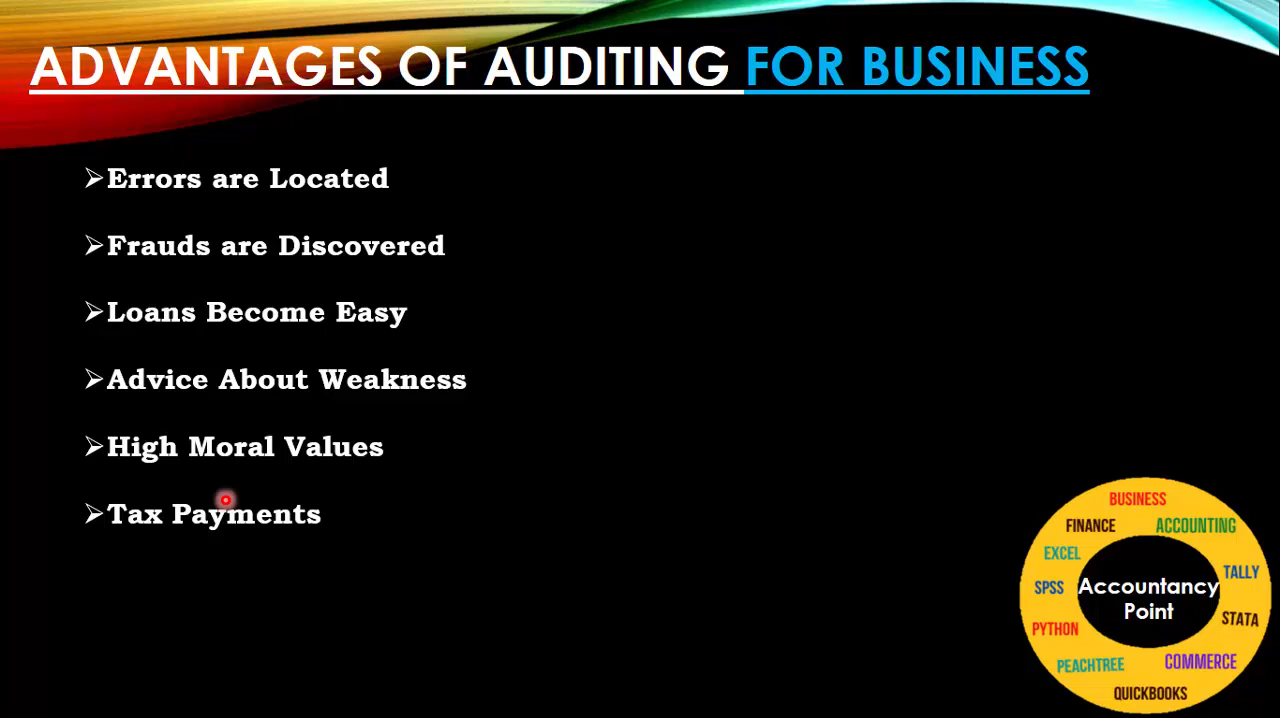 ADVANTAGES OF AUDITING FOR BUSINESS
Errors are Located
Frauds are Discovered
Loans Become Easy
Advice About Weakness
High Moral Values
Tax Payments
BUSINESS
FINANCE
ACCOUNTING
EXCEL
TALLY
SPSS
Accountancy
Point
STATA
PYTHON
PEACHTREE
COMMERCE
QUICKBOOKS